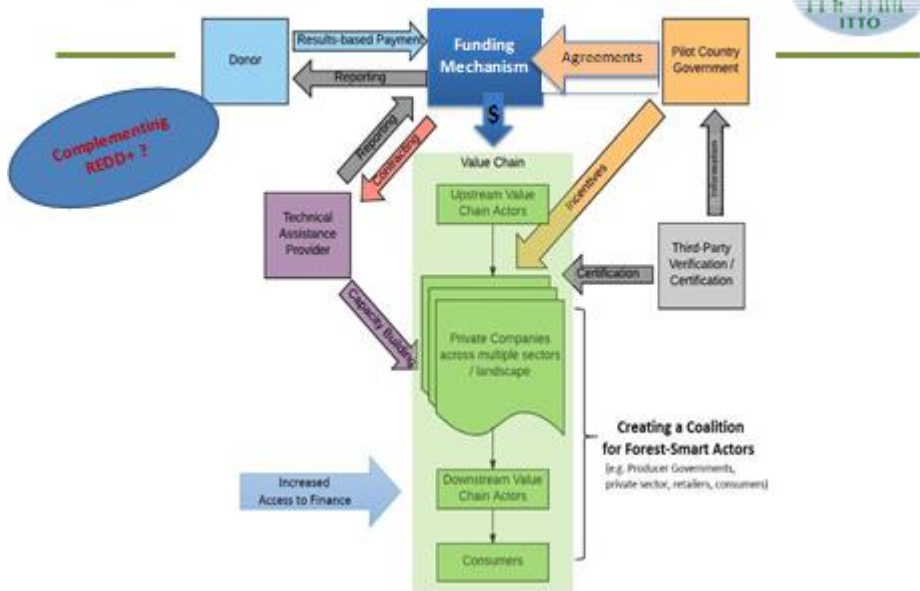 ITTO
Donor
Results-based Payment
Reporting
Funding
Mechanism
Agreements
Pilot Country
Government
Complementing
REDD+ ?
$
Reporting
Contracting
Incentives
Information
Value Chain
Upstream Value
Chain Actors
Technical
Assistance
Provider
Third-Party
Verification /
Certification
Certification
Capacity Building
Private Companies
across multiple sectors
/ landscape
Creating a Coalition
for Forest-Smart Actors
(e.g. Producer Governments,
private sector, retailers, consumers)
Increased
Access to Finance
Downstream Value
Chain Actors
Consumers